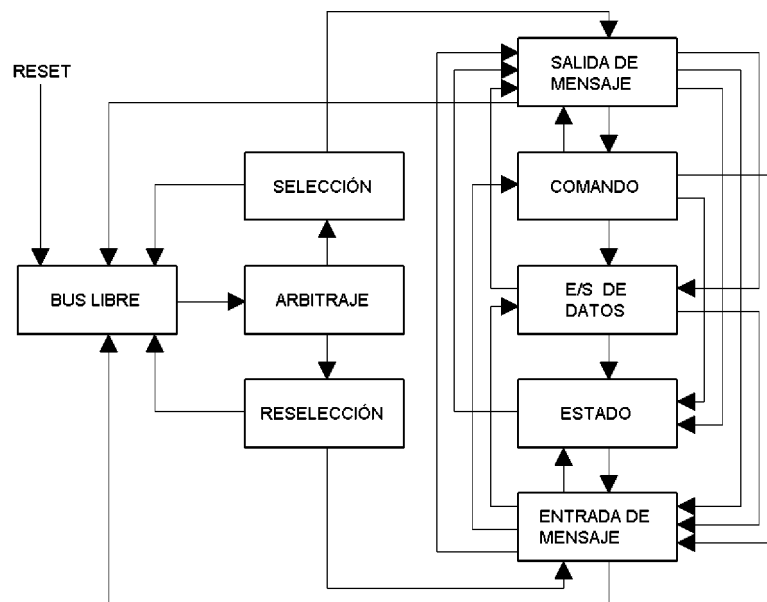 RESET
SALIDA DE
MENSAJE
SELECCIÓN
COMANDO
BUS LIBRE
ARBITRAJE
E/S DE
DATOS
RESELECCIÓN
ESTADO
ENTRADA DE
MENSAJE